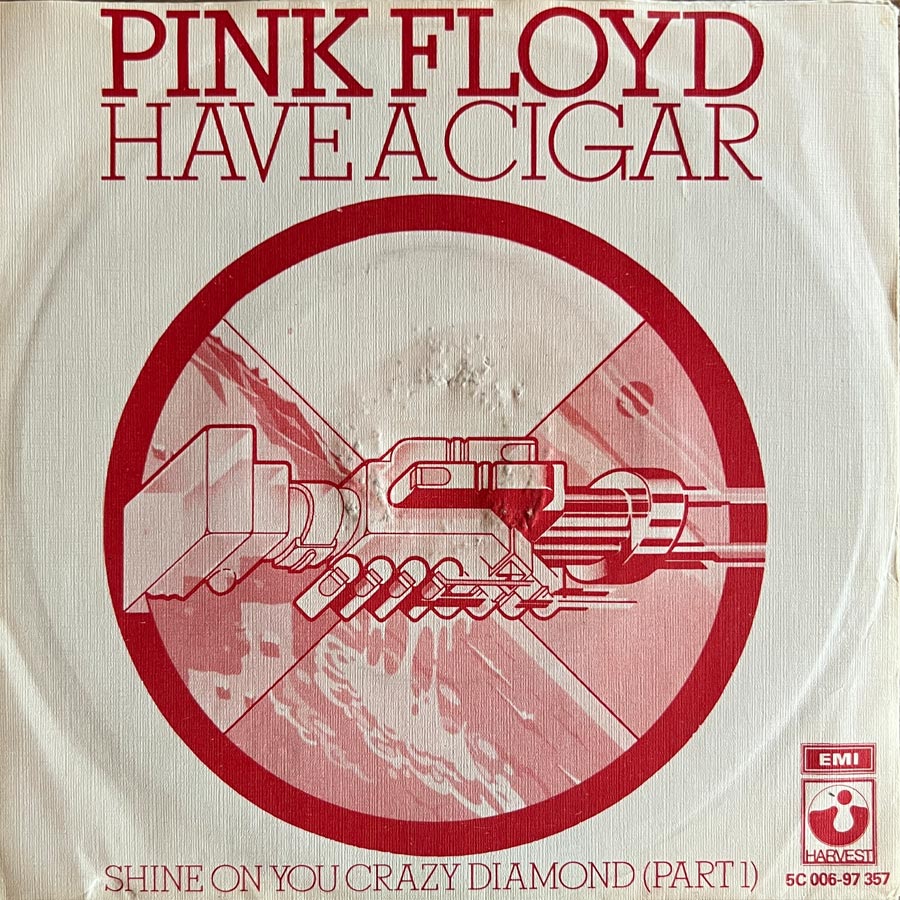 PINK FLOYD
HAVE A CIGAR
SHINE ON YOU CRAZY DIAMOND (PART 1)
EMI
HARVEST
5C 006-97 357